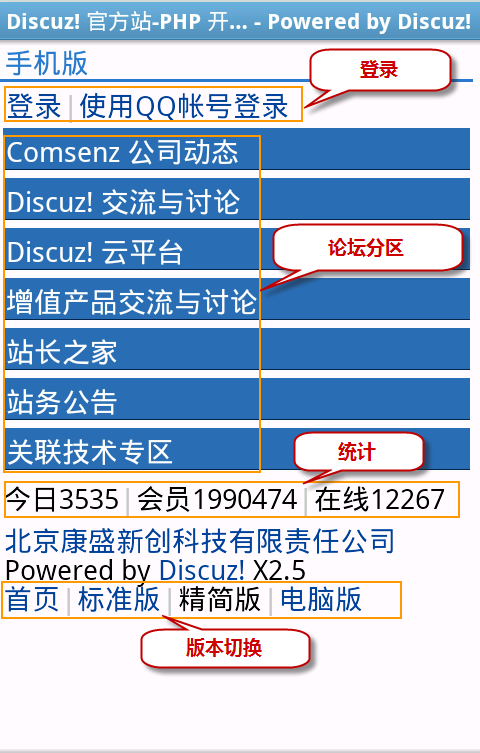 Discuz! 官方站-PHP 开... - Powered by Discuz!
手机版
登录
登录|使用QQ帐号登录
Comsenz 公司动态
Discuz! 交流与讨论
Discuz! 云平台
论坛分区
增值产品交流与讨论
站长之家
站务公告
关联技术专区
统计
今日3535|会员1990474|在线12267
北京康盛新创科技有限责任公司
Powered by Discuz! X2.5
首页|标准版|精简版|电脑版
版本切换